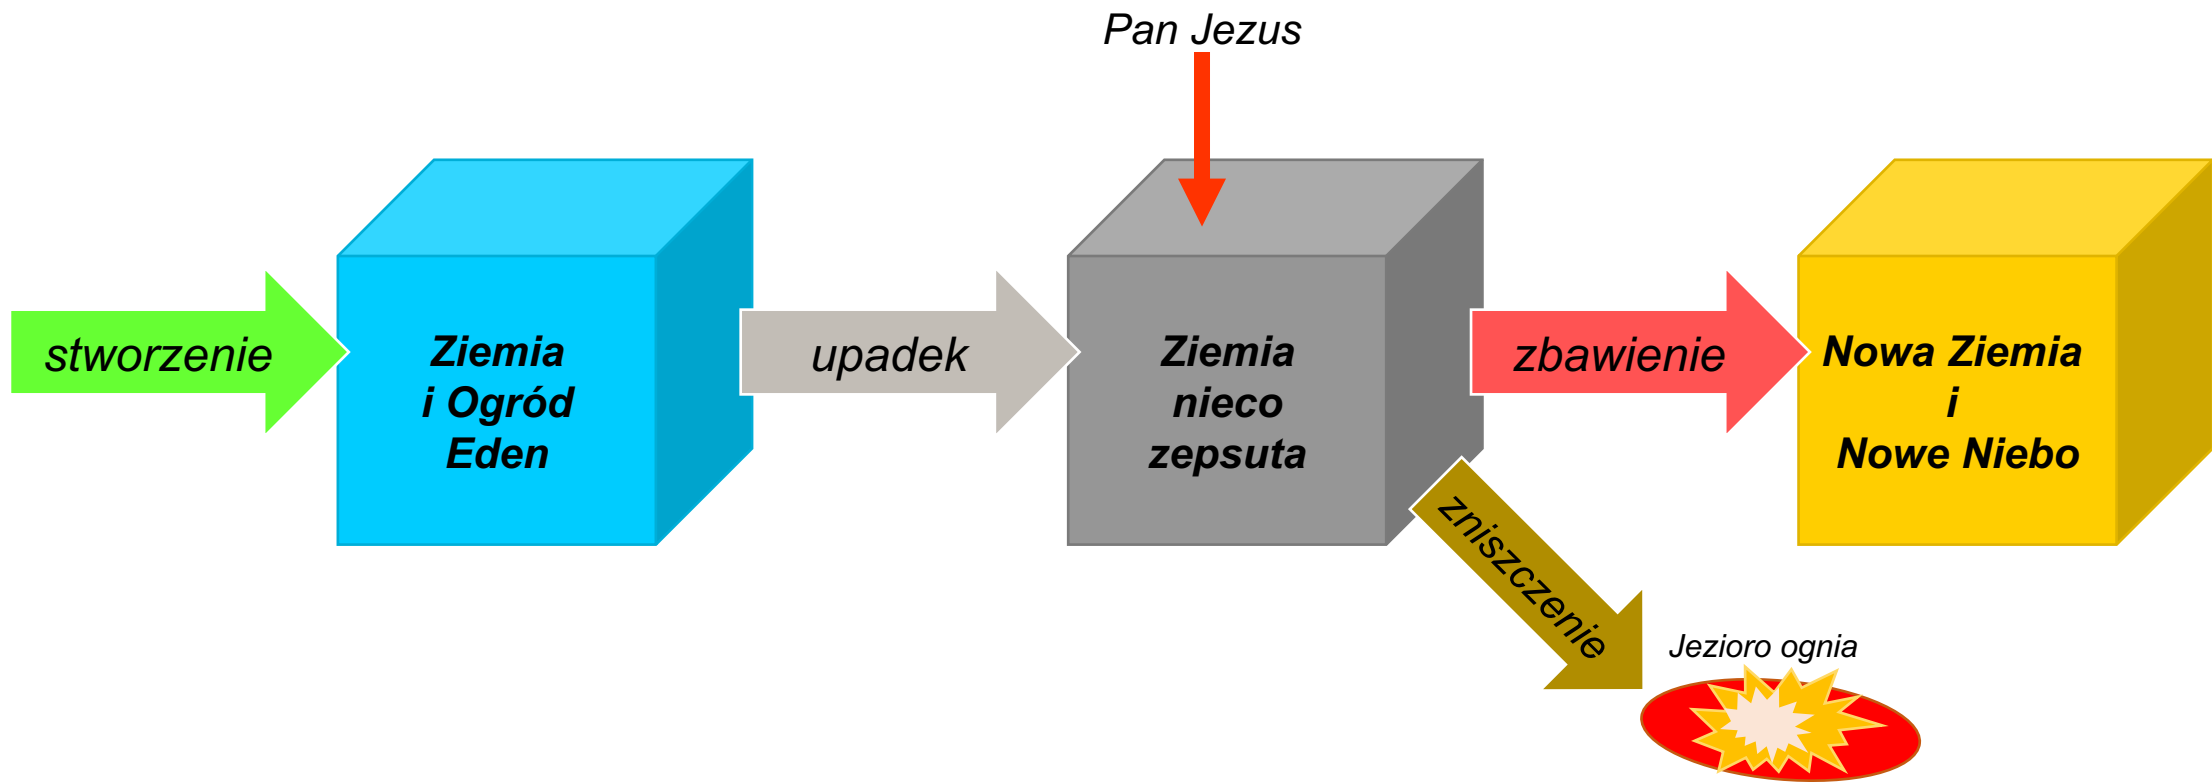 Pan Jezus
stworzenie
Ziemia
i Ogród
Eden
upadek
Ziemia
nieco
zepsuta
zbawienie
Nowa Ziemia
i
Nowe Niebo
zniszczenie
Jezioro ognia